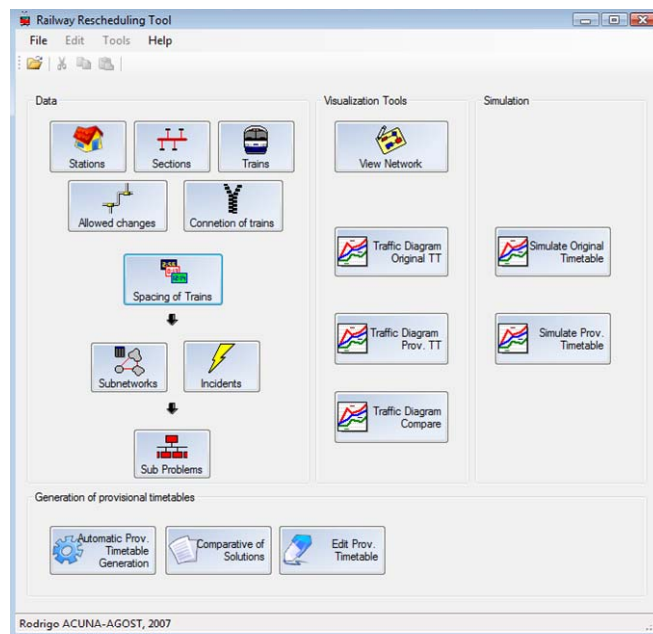 Railway Rescheduling Tool
File Edit Tools Help
Data
Visualization Tools
Simulation
Stations
Sections
Trains
View Network
Allowed changes
Connetion of trains
Traffic Diagram
Original TT
Simulate Original
Timetable
Spacing of Trains
Traffic Diagram
Prov. TT
Simulate Prov.
Timetable
Subnetworks
Incidents
Traffic Diagram
Compare
Sub Problems
Generation of provisional timetables
Automatic Prov.
Timetable
Generation
Comparative of
Solutions
Edit Prov.
Timetable
Rodrigo ACUNA-AGOST, 2007